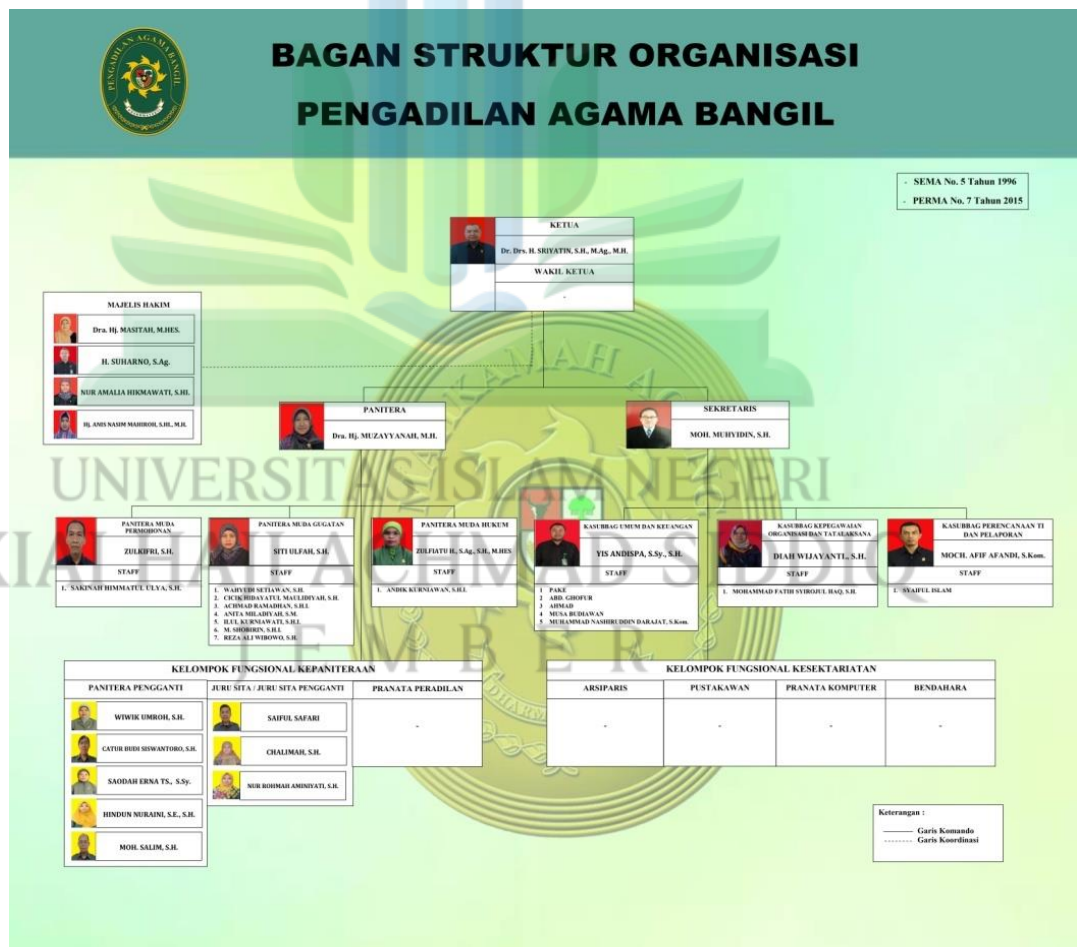 BAGAN STRUKTUR ORGANISASI
PENGADILAN AGAMA BANGIL
PENGADILAN AGAMA BANGIL
- SEMA No. 5 Tahun 1996
- PERMA No. 7 Tahun 2015
KETUA
Dr. Drs. H. SRIYATIN, S.H., M.Ag., M.H.
WAKIL KETUA
-
MAJELIS HAKIM
Dra. Hj. MASITAH, M.HES.
H. SUHARNO, S.Ag.
NUR AMALIA HIKMAWATI, S.HI.
Hj. ANIS NASIM MAHIROH, S.HI., M.H.
PANITERA
Dra. Hj. MUZAYYANAH, M.H.
SEKRETARIS
MOH. MUHYIDIN, S.H.
MAHKAMAH AG
UNIVERSITAS ISLAM NEGERI
KIAI HAJI ACHMAD SIDDIQ
JEMBER
PANITERA MUDA
PERMOHONAN
ZULKIFRI, S.H.
STAFF
1. SAKINAH HIMMATUL ULYA, S.H.
PANITERA MUDA GUGATAN
SITI ULFAH, S.H.
STAFF
1. WAHYUDI SETIAWAN, S.H.
2. CICIK HIDAYATUL MAULIDIYAH, S.H.
3. ACHMAD RAMADHAN, S.H.I.
4. ANITA MILADIYAH, S.M.
5. ILUL KURNIAWATI, S.H.I.
6. M. SHOBIRIN, S.H.I.
7. REZA ALI WIBOWO, S.H.
PANITERA MUDA HUKUM
ZULFIATU H., S.Ag., S.H., M.HES
STAFF
1. ANDIK KURNIAWAN, S.H.I.
KASUBBAG UMUM DAN KEUANGAN
YIS ANDISPA, S.Sy., S.H.
STAFF
1 PAKE
2 ABD. GHOFUR
3 AHMAD
4 MUSA BUDIAWAN
5 MUHAMMAD NASHIRUDDIN DARAJAT, S.Kom.
KASUBBAG KEPEGAWAIAN
ORGANISASI DAN TATALAKSANA
DIAH WIJAYANTI., S.H.
STAFF
1. MOHAMMAD FATIH SYIROJUL HAQ, S.H.
KASUBBAG PERENCANAAN TI
DAN PELAPORAN
MOCH. AFIF AFANDI, S.Kom.
STAFF
1. SYAIFUL ISLAM
KELOMPOK FUNGSIONAL KEPANITERAAN
PANITERA PENGGANTI
WIWIK UMROH, S.H.
CATUR BUDI SISWANTORO, S.H.
SAODAH ERNA TS., S.Sy.
HINDUN NURAINI, S.E., S.H.
MOH. SALIM, S.H.
JURU SITA / JURU SITA PENGGANTI
SAIFUL SAFARI
CHALIMAH, S.H.
NUR ROHMAH AMINIYATI, S.H.
PRANATA PERADILAN
-
KELOMPOK FUNGSIONAL KESEKTARIATAN
ARSIPARIS
-
PUSTAKAWAN
-
PRANATA KOMPUTER
-
BENDAHARA
-
Keterangan :
Garis Komando
Garis Koordinasi